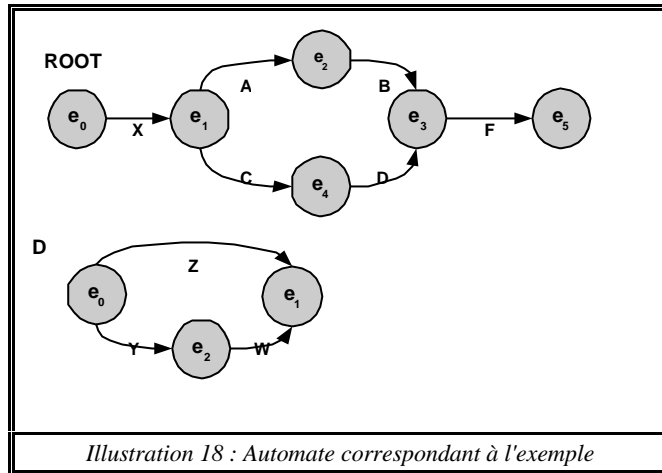 ROOT
e2
A
B
e0
X
e1
e3
F
e5
C
e4
D
D
Z
e0
e1
Y
e2
W
Illustration 18 : Automate correspondant à l'exemple